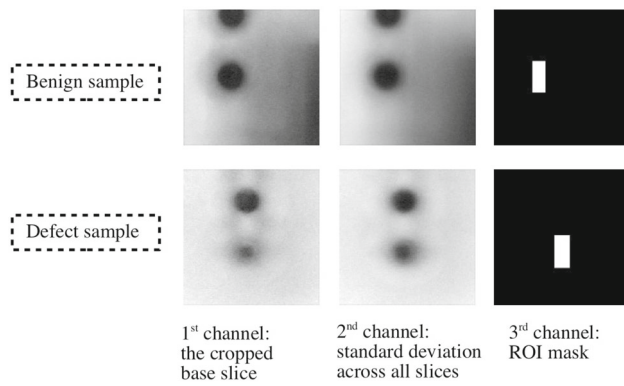 Benign sample
Defect sample
1st channel:
the cropped
base slice
2nd channel:
standard deviation
across all slices
3rd channel:
ROI mask